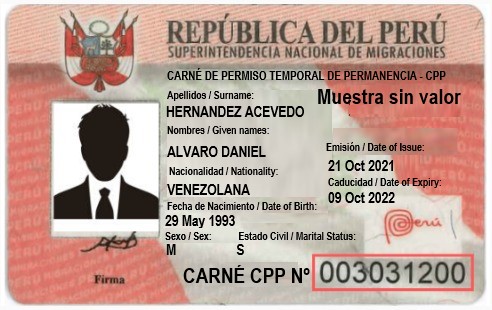 REPÚBLICA DEL PERÚ
SUPERINTENDENCIA NACIONAL DE MIGRACIONES
CARNÉ DE PERMISO TEMPORAL DE PERMANENCIA - CPP
Apellidos / Surname:
Muestra sin valor
HERNANDEZ ACEVEDO
Nombres / Given names:
ALVARO DANIEL
Emisión / Date of Issue:
21 Oct 2021
Nacionalidad / Nationality:
Caducidad / Date of Expiry:
VENEZOLANA
09 Oct 2022
Fecha de Nacimiento / Date of Birth:
29 May 1993
Perú
Sexo / Sex: Estado Civil / Marital Status:
M S
Firma
CARNÉ CPP Nº 003031200